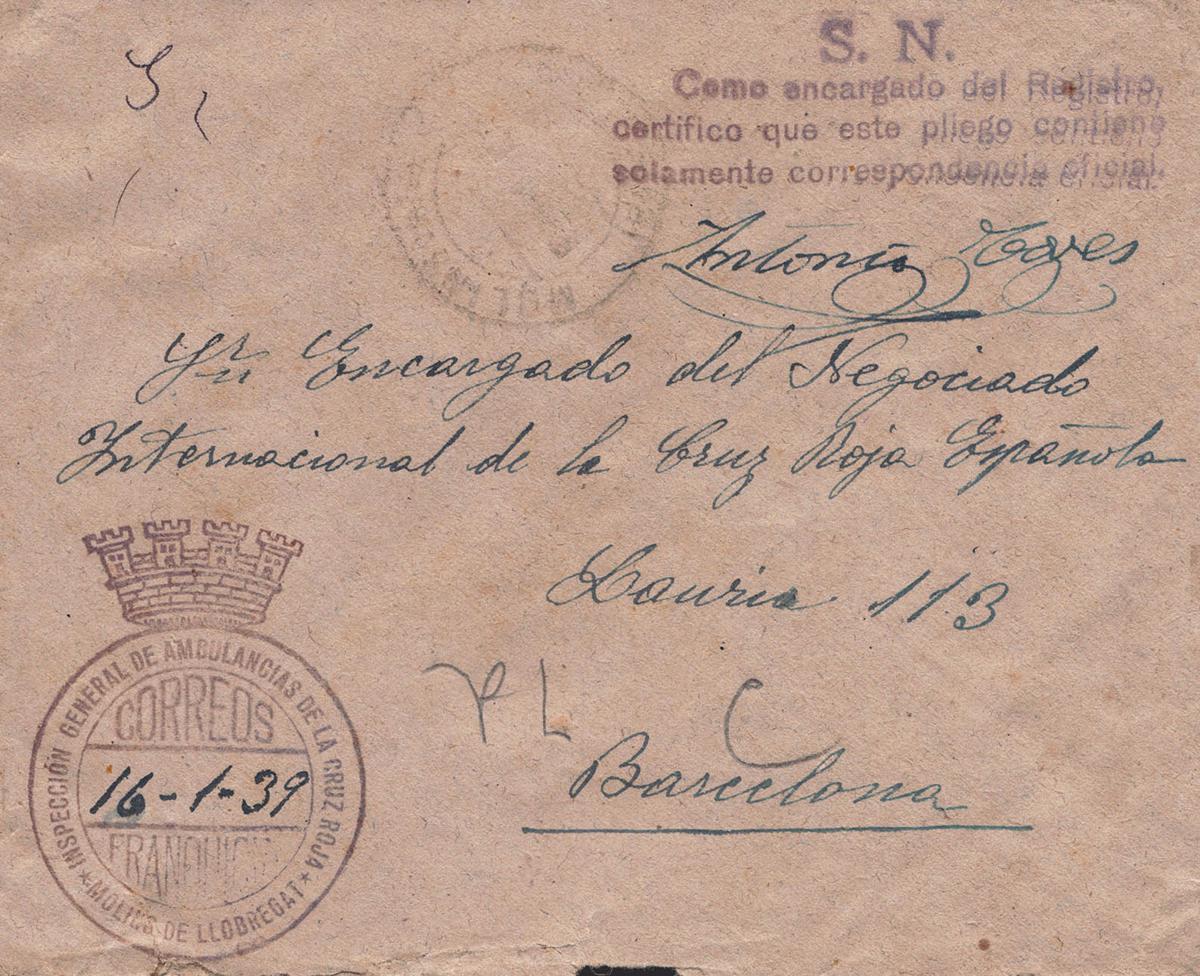 S. N.
Como encargado del Registro,
certifico que este pliego contiene
solamente correspondencia oficial.
Antonio
Sr Encargado del Negociado
Internacional de la Cruz Roja Española
Lauria 113
PL C
Barcelona
INSPECCIÓN GENERAL DE AMBULANCIAS DE LA CRUZ ROJA
CORREOS
16-1-39
FRANQUICIA
★ MOLINS DE LLOBREGAT ★